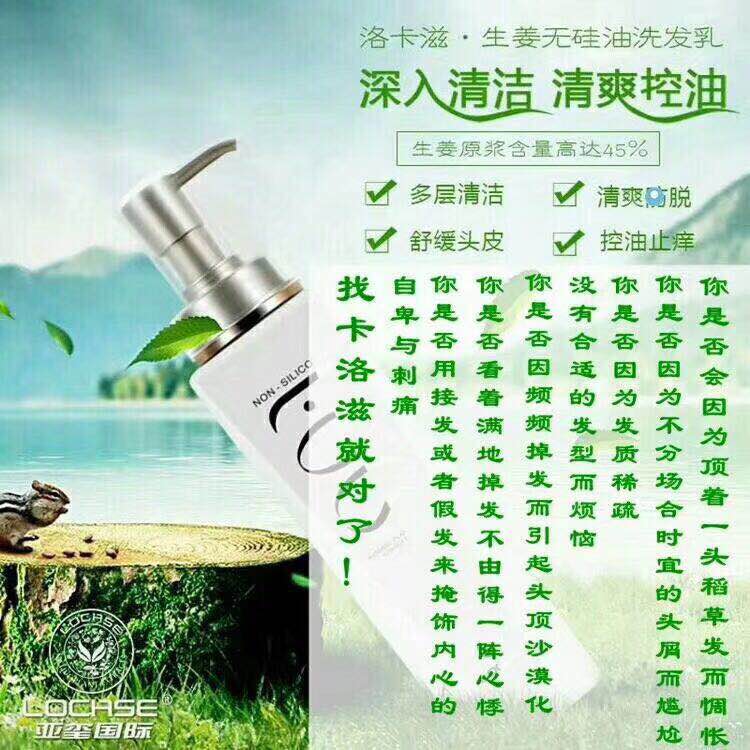 洛卡滋·生姜无硅油洗发乳
深入清洁 清爽控油
生姜原浆含量高达45%
多层清洁
清爽防脱
舒缓头皮
控油止痒
你是否会因为顶着一头稻草发而惆怅
你是否因为不分场合时宜的头屑而尴尬
你是否因为发质稀疏
没有合适的发型而烦恼
你是否因频频掉发而引起头顶沙漠化
你是否看着满地掉发不由得一阵心悸
你是否用接发或者假发来掩饰内心的
自卑与刺痛
找卡洛滋就对了！
NON-SILICO
LOCASE
LOCASE®
亚玺国际